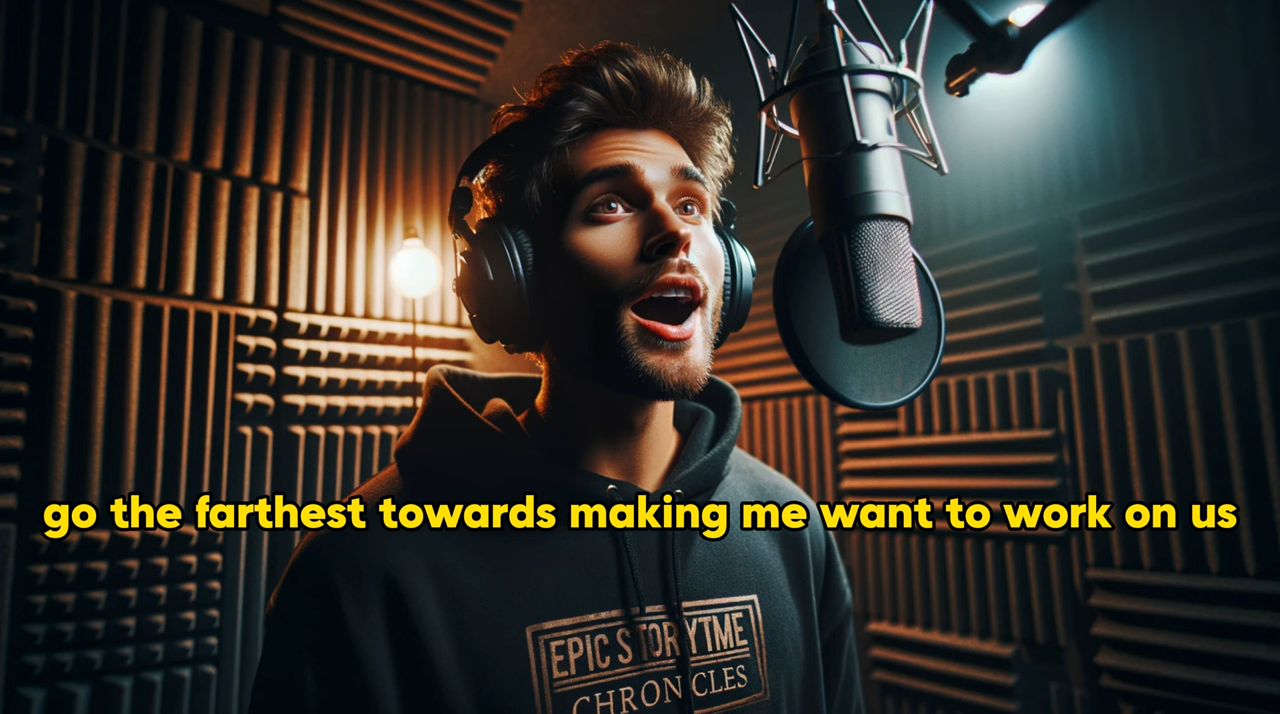 go the farthest towards making me want to work on us
EPIC STORYTME
CHRONICLES